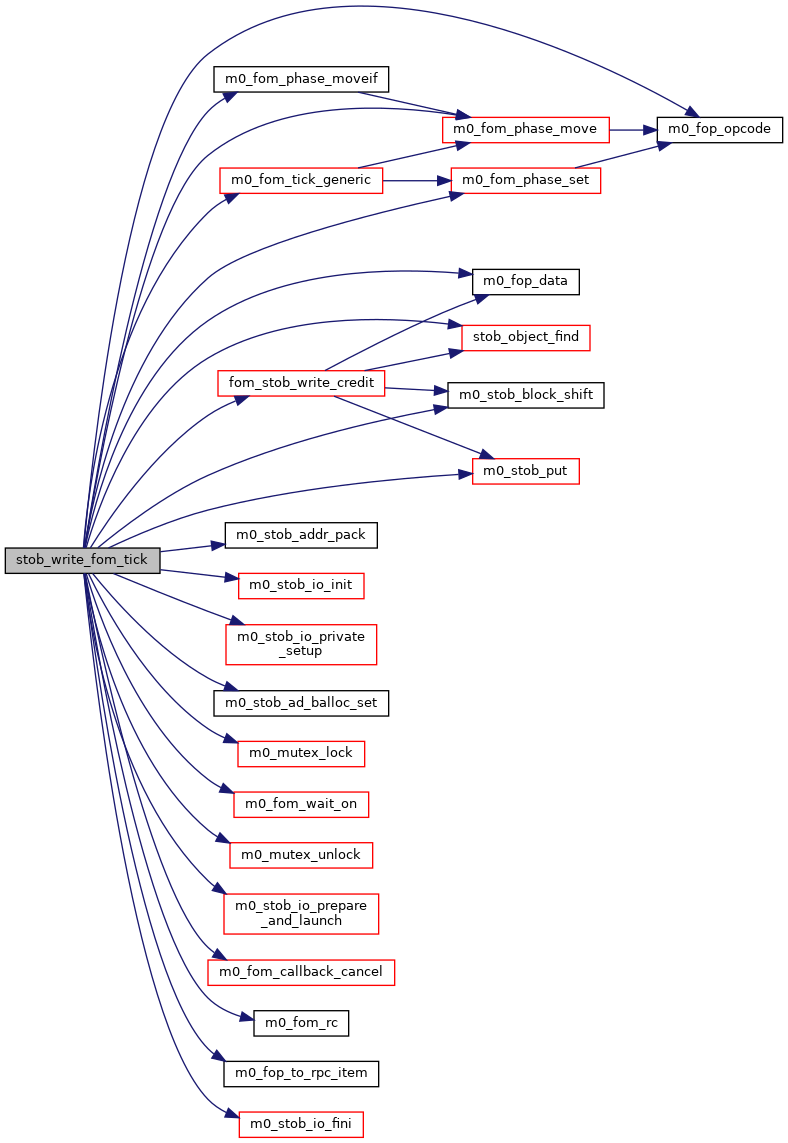 m0_fom_phase_moveif
m0_fom_phase_move
m0_fop_opcode
m0_fom_tick_generic
m0_fom_phase_set
m0_fop_data
stob_object_find
fom_stob_write_credit
m0_stob_block_shift
m0_stob_put
m0_stob_addr_pack
stob_write_fom_tick
m0_stob_io_init
m0_stob_io_private
_setup
m0_stob_ad_balloc_set
m0_mutex_lock
m0_fom_wait_on
m0_mutex_unlock
m0_stob_io_prepare
_and_launch
m0_fom_callback_cancel
m0_fom_rc
m0_fop_to_rpc_item
m0_stob_io_fini